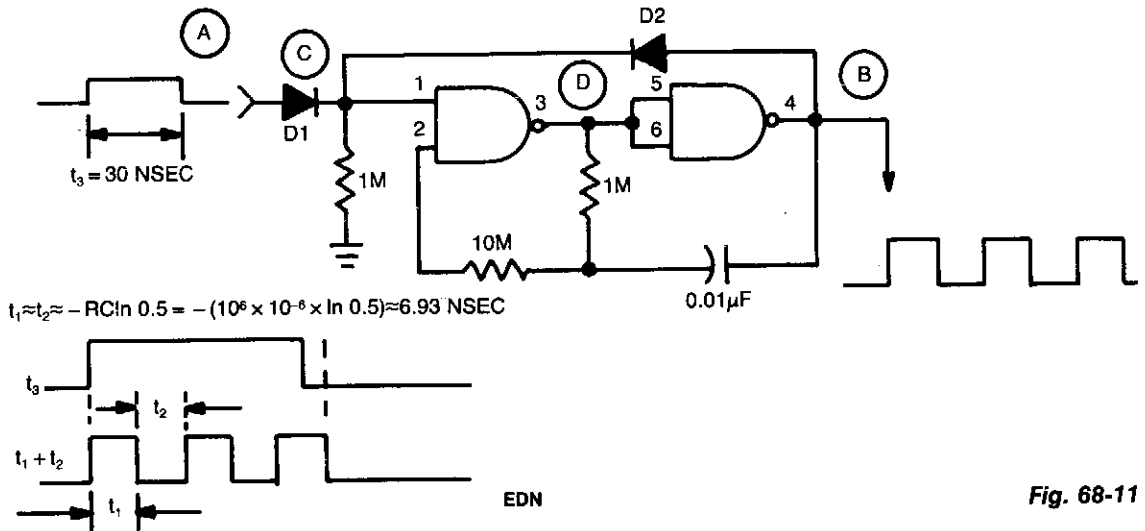 A
C
D2
D
B
1
2
3
5
6
4
D1
t₃ = 30 NSEC
1M
1M
10M
0.01µF
t₁≈t₂≈ −RCln 0.5 = −(10⁶ × 10⁻⁸ × ln 0.5)≈6.93 NSEC
t₃
t₂
t₁ + t₂
t₁
EDN
Fig. 68-11